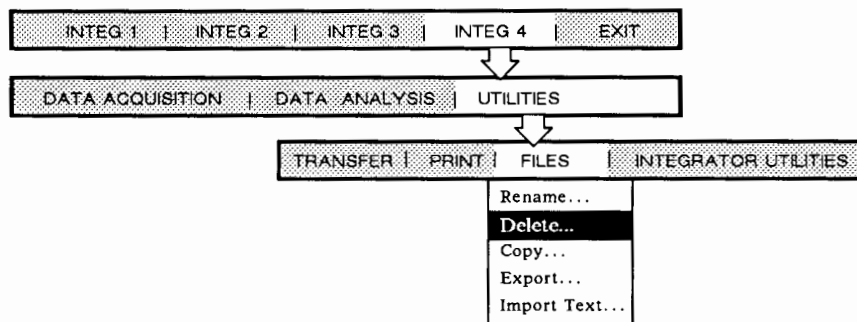 INTEG 1 | INTEG 2 | INTEG 3 | INTEG 4 | EXIT
DATA ACQUISITION | DATA ANALYSIS | UTILITIES
TRANSFER | PRINT | FILES | INTEGRATOR UTILITIES
Rename...
Delete...
Copy...
Export...
Import Text...